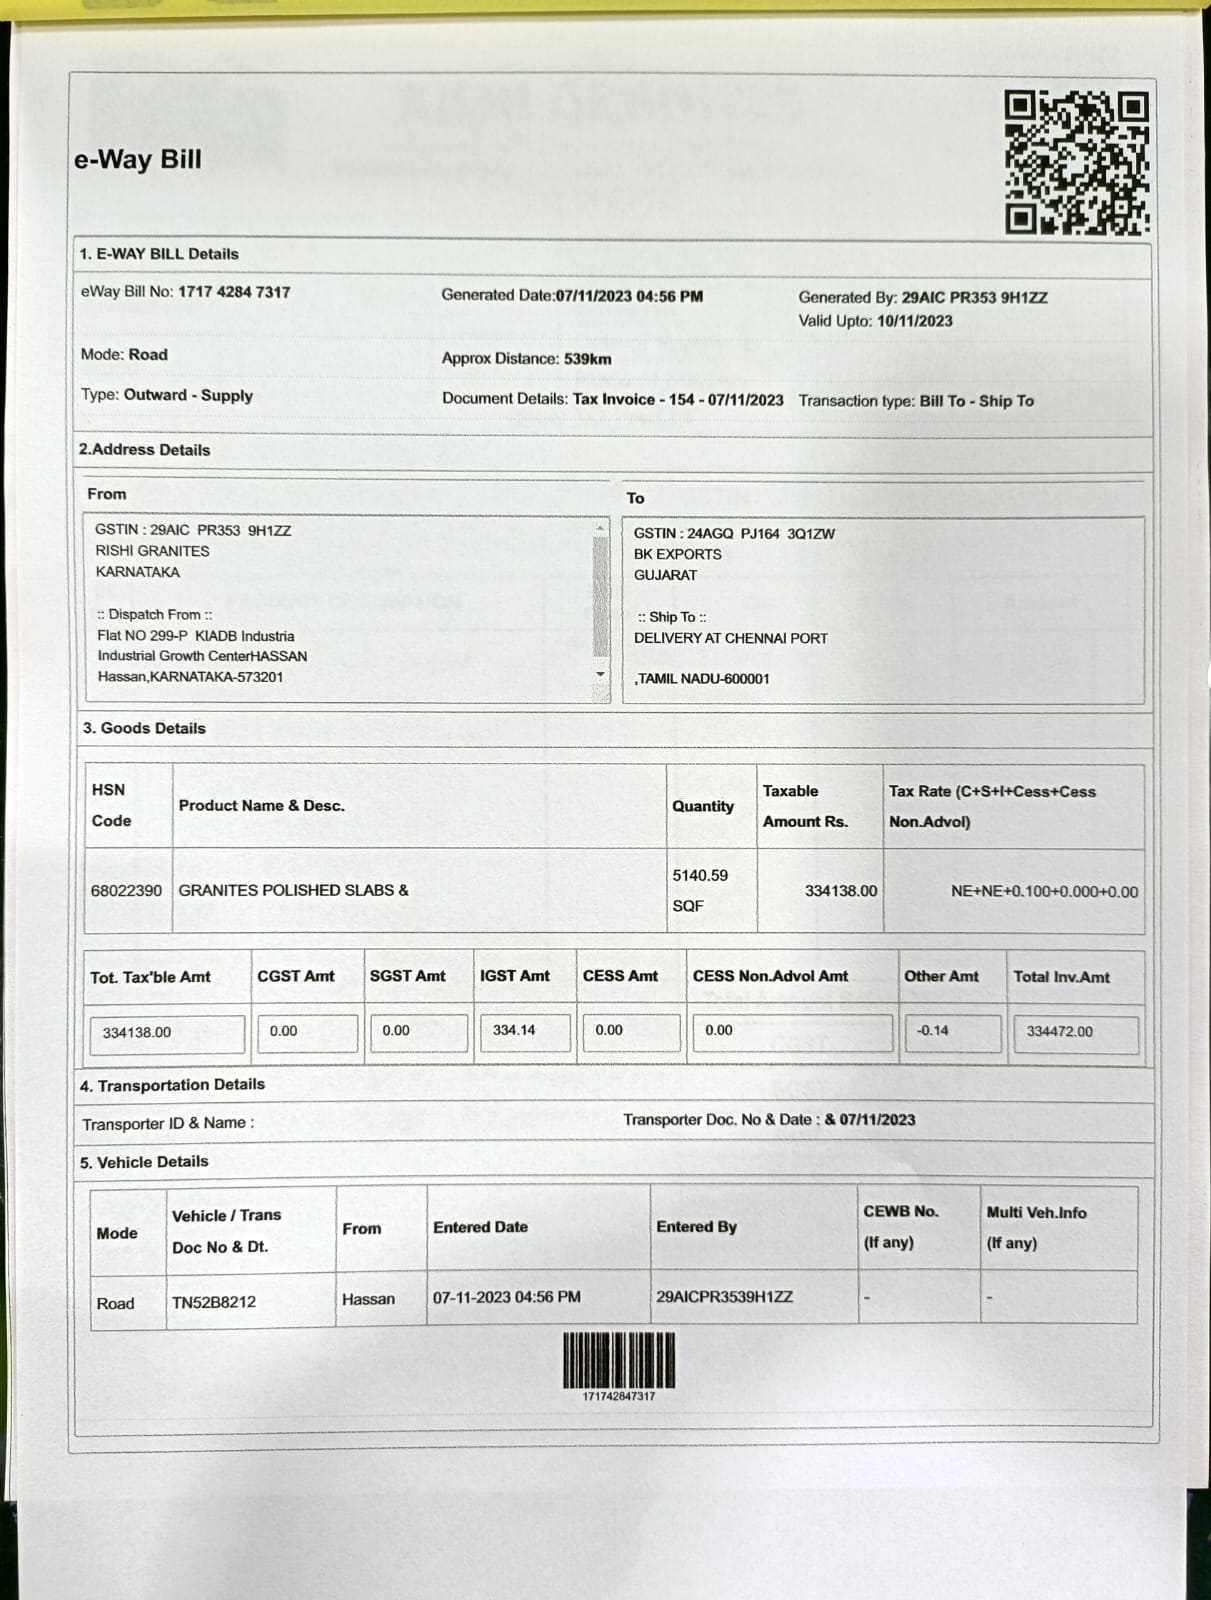 e-Way Bill
1. E-WAY BILL Details
eWay Bill No: 1717 4284 7317
Generated Date:07/11/2023 04:56 PM
Generated By: 29AIC PR353 9H1ZZ
Valid Upto: 10/11/2023
Mode: Road
Approx Distance: 539km
Type: Outward - Supply
Document Details: Tax Invoice - 154 - 07/11/2023
Transaction type: Bill To - Ship To
2.Address Details
From
GSTIN : 29AIC PR353 9H1ZZ
RISHI GRANITES
KARNATAKA
:: Dispatch From ::
Flat NO 299-P KIADB Industria
Industrial Growth CenterHASSAN
Hassan,KARNATAKA-573201
To
GSTIN : 24AGQ PJ164 3Q1ZW
BK EXPORTS
GUJARAT
:: Ship To ::
DELIVERY AT CHENNAI PORT
,TAMIL NADU-600001
3. Goods Details
HSN Code
Product Name & Desc.
Quantity
Taxable Amount Rs.
Tax Rate (C+S+I+Cess+Cess Non.Advol)
68022390
GRANITES POLISHED SLABS &
5140.59 SQF
334138.00
NE+NE+0.100+0.000+0.00
Tot. Tax'ble Amt
CGST Amt
SGST Amt
IGST Amt
CESS Amt
CESS Non.Advol Amt
Other Amt
Total Inv.Amt
334138.00
0.00
0.00
334.14
0.00
0.00
-0.14
334472.00
4. Transportation Details
Transporter ID & Name :
Transporter Doc. No & Date : & 07/11/2023
5. Vehicle Details
Mode
Vehicle / Trans Doc No & Dt.
From
Entered Date
Entered By
CEWB No. (If any)
Multi Veh.Info (If any)
Road
TN52B8212
Hassan
07-11-2023 04:56 PM
29AICPR3539H1ZZ
-
-
171742847317